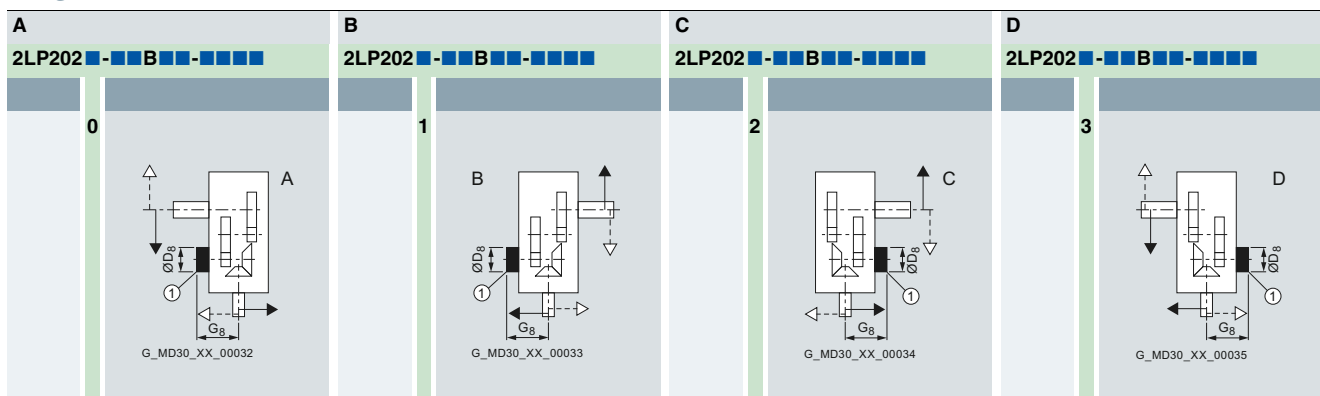 A
2LP202■-■■B■■-■■■■
0
A
ØD8
1
G8
G_MD30_XX_00032
B
2LP202■-■■B■■-■■■■
1
B
ØD8
1
G8
G_MD30_XX_00033
C
2LP202■-■■B■■-■■■■
2
C
ØD8
1
G8
G_MD30_XX_00034
D
2LP202■-■■B■■-■■■■
3
D
ØD8
1
G8
G_MD30_XX_00035